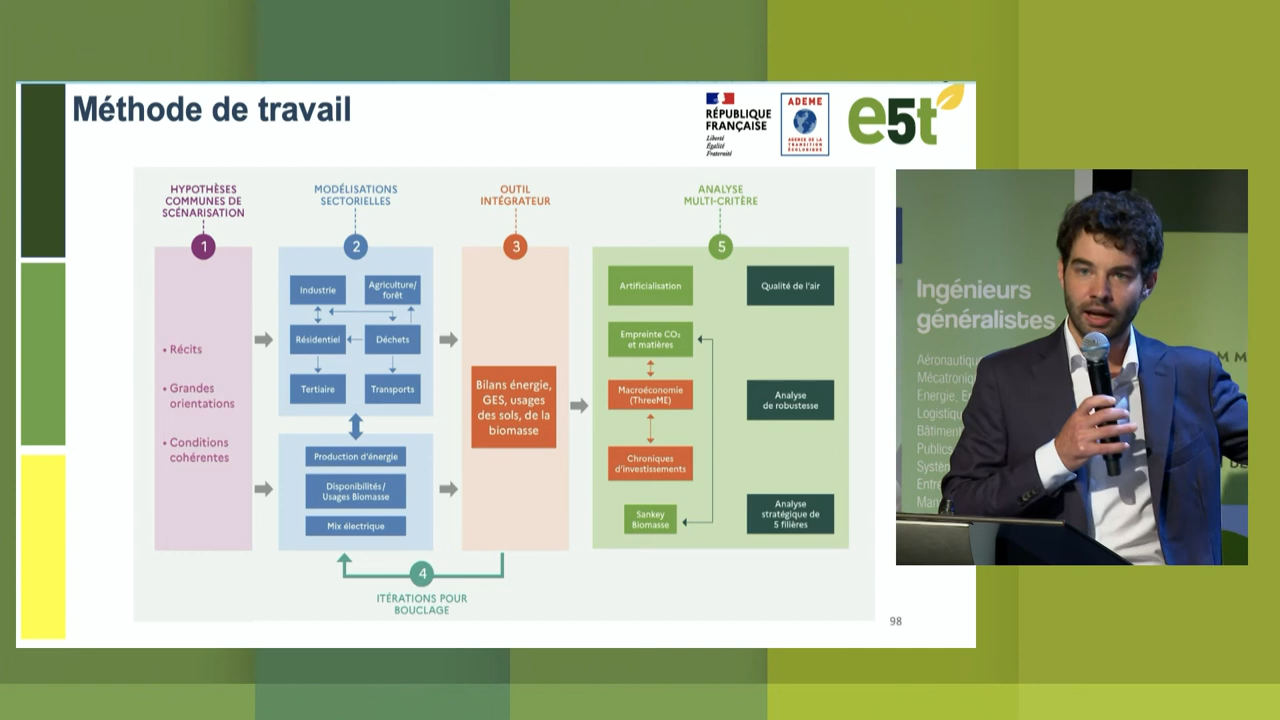 Méthode de travail
RÉPUBLIQUE
FRANÇAISE
Liberté
Égalité
Fraternité
ADEME
AGENCE DE LA
TRANSITION
ÉCOLOGIQUE
e5t
HYPOTHÈSES
COMMUNES DE
SCÉNARISATION
1
• Récits
• Grandes
orientations
• Conditions
cohérentes
MODÉLISATIONS
SECTORIELLES
2
Industrie
Agriculture/
forêt
Résidentiel
Déchets
Tertiaire
Transports
Production d'énergie
Disponibilités/
Usages Biomasse
Mix électrique
OUTIL
INTÉGRATEUR
3
Bilans énergie,
GES, usages
des sols, de la
biomasse
4
ITÉRATIONS POUR
BOUCLAGE
ANALYSE
MULTI-CRITÈRE
5
Artificialisation
Qualité de l'air
Empreinte CO₂
et matières
Macroéconomie
(ThreeME)
Analyse
de robustesse
Chroniques
d'investissements
Sankey
Biomasse
Analyse
stratégique de
5 filières
98
Ingénieurs
généralistes
Aéronautiqu
Mécatroniq
Energie, E
Logistiqu
Bâtimen
Publics
Systèm
Entre
Man